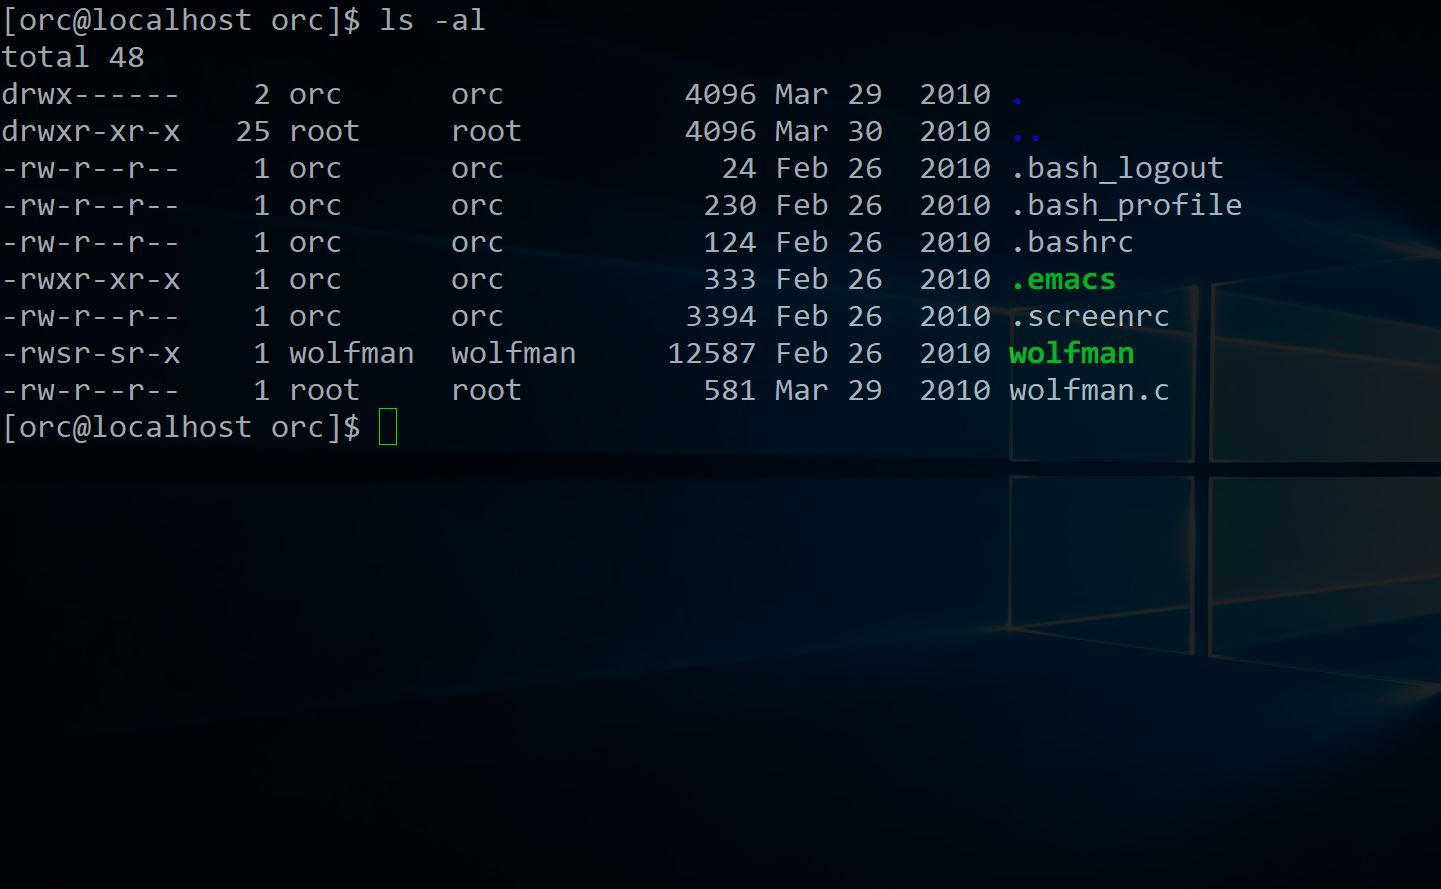 [orc@localhost orc]$ ls -al
total 48
drwx------    2 orc      orc          4096 Mar 29  2010 .
drwxr-xr-x   25 root     root         4096 Mar 30  2010 ..
-rw-r--r--    1 orc      orc            24 Feb 26  2010 .bash_logout
-rw-r--r--    1 orc      orc           230 Feb 26  2010 .bash_profile
-rw-r--r--    1 orc      orc           124 Feb 26  2010 .bashrc
-rwxr-xr-x    1 orc      orc           333 Feb 26  2010 .emacs
-rw-r--r--    1 orc      orc          3394 Feb 26  2010 .screenrc
-rwsr-sr-x    1 wolfman  wolfman     12587 Feb 26  2010 wolfman
-rw-r--r--    1 root     root          581 Mar 29  2010 wolfman.c
[orc@localhost orc]$